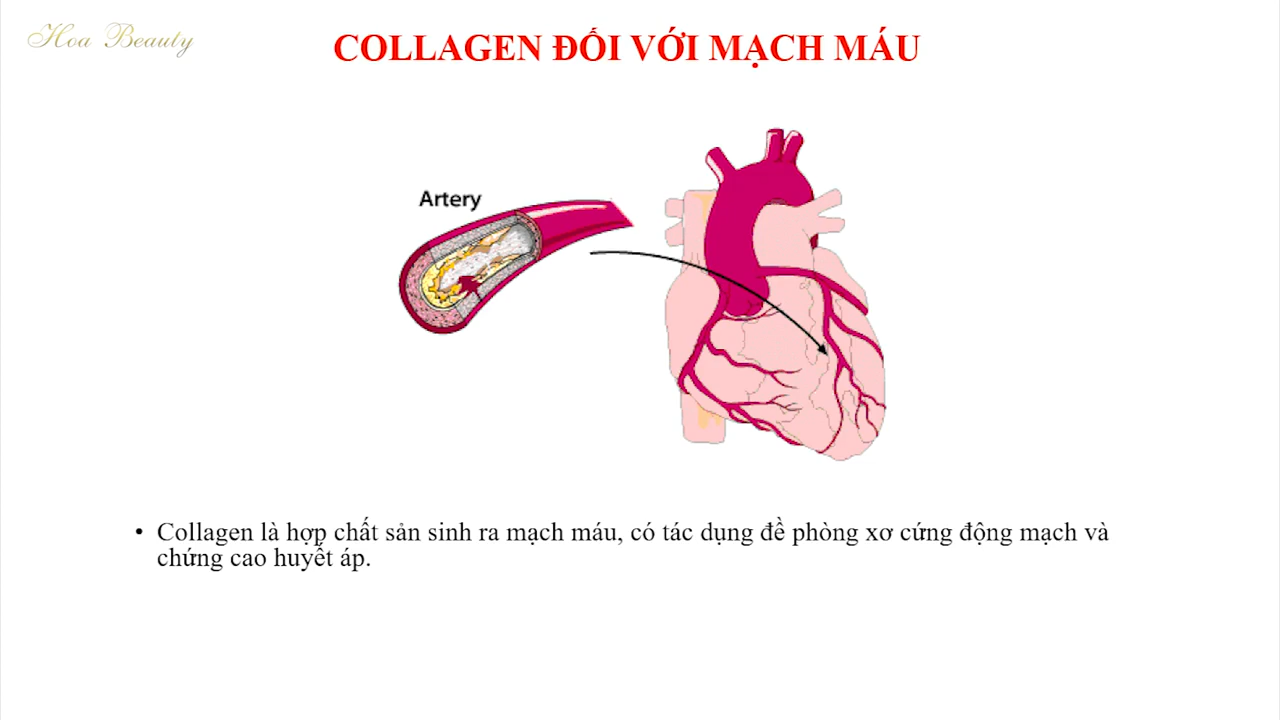 Hoa Beauty
COLLAGEN ĐỐI VỚI MẠCH MÁU
Artery
• Collagen là hợp chất sản sinh ra mạch máu, có tác dụng đề phòng xơ cứng động mạch và
chứng cao huyết áp.